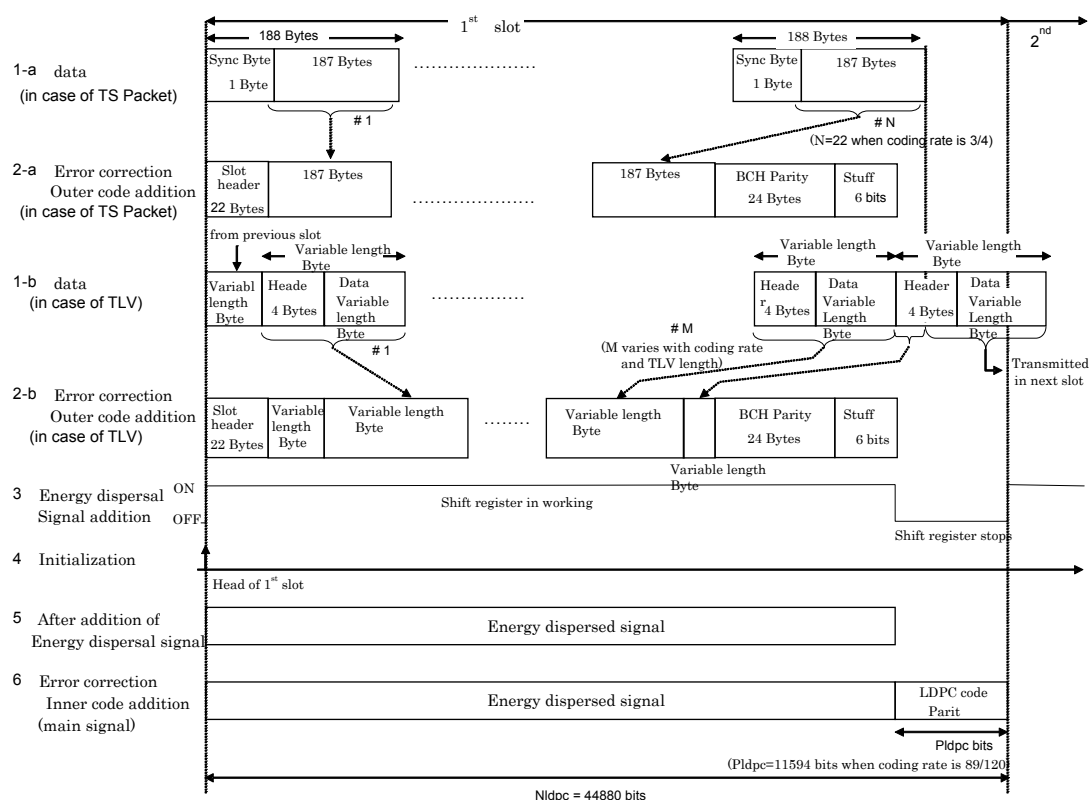 1st slot
2nd
188 Bytes
188 Bytes
1-a data
(in case of TS Packet)
Sync Byte
1 Byte
187 Bytes
Sync Byte
1 Byte
187 Bytes
# 1
# N
(N=22 when coding rate is 3/4)
2-a Error correction
Outer code addition
(in case of TS Packet)
Slot
header
22 Bytes
187 Bytes
187 Bytes
BCH Parity
24 Bytes
Stuff
6 bits
from previous slot
Variable length
Byte
Variable length
Byte
Variable length
Byte
1-b data
(in case of TLV)
Variabl
length
Byte
Heade
4 Bytes
Data
Variable
length
Byte
Heade
r 4 Bytes
Data
Variable
Length
Byte
Header
4 Bytes
Data
Variable
Length
Byte
# 1
# M
(M varies with coding rate
and TLV length)
Transmitted
in next slot
2-b Error correction
Outer code addition
(in case of TLV)
Slot
header
22 Bytes
Variable
length
Byte
Variable length
Byte
Variable length
Byte
BCH Parity
24 Bytes
Stuff
6 bits
Variable length
Byte
3 Energy dispersal
Signal addition
ON
OFF
Shift register in working
Shift register stops
4 Initialization
Head of 1st slot
5 After addition of
Energy dispersal signal
Energy dispersed signal
6 Error correction
Inner code addition
(main signal)
Energy dispersed signal
LDPC code
Parit
Pldpc bits
(Pldpc=11594 bits when coding rate is 89/120)
Nldpc = 44880 bits